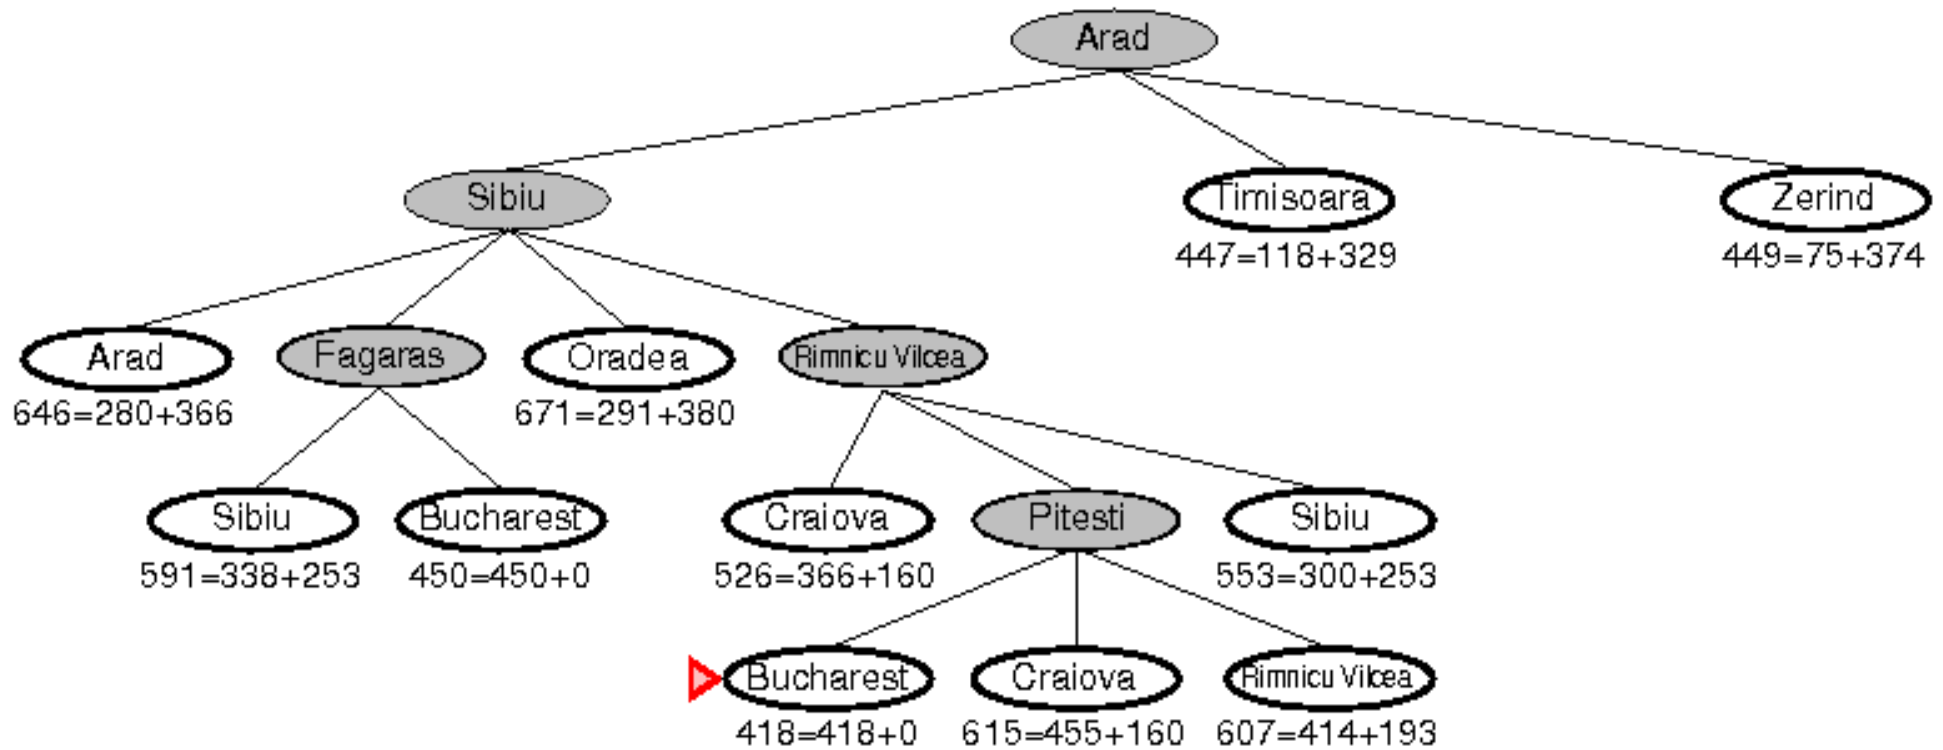 Arad
Sibiu
Timisoara
Zerind
447=118+329
449=75+374
Arad
Fagaras
Oradea
Rimnicu Vilcea
646=280+366
671=291+380
Sibiu
Bucharest
Craiova
Pitesti
Sibiu
591=338+253
450=450+0
526=366+160
553=300+253
Bucharest
Craiova
Rimnicu Vilcea
418=418+0
615=455+160
607=414+193